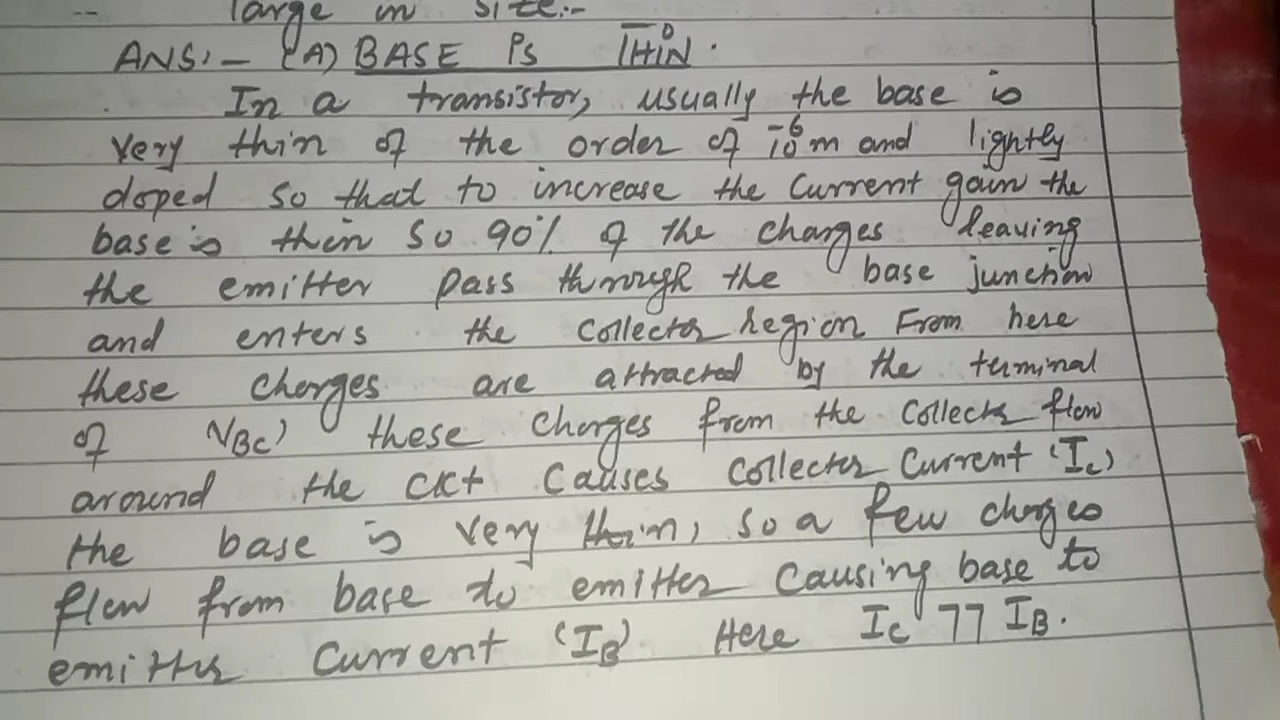 large in size:-
ANS:- (A) BASE Is THIN.
In a transistor, usually the base is
very thin of the order of 10⁻⁶m and lightly
doped so that to increase the current gain the
base is thin so 90% of the charges leaving
the emitter pass through the base junction
and enters the collector region From here
these charges are attracted by the terminal
of VBC) these charges from the collector flow
around the ckt causes collector current (Ic)
the base is very thin, so a few charges
flow from base to emitter causing base to
emitter current (IB) Here Ic >> IB.